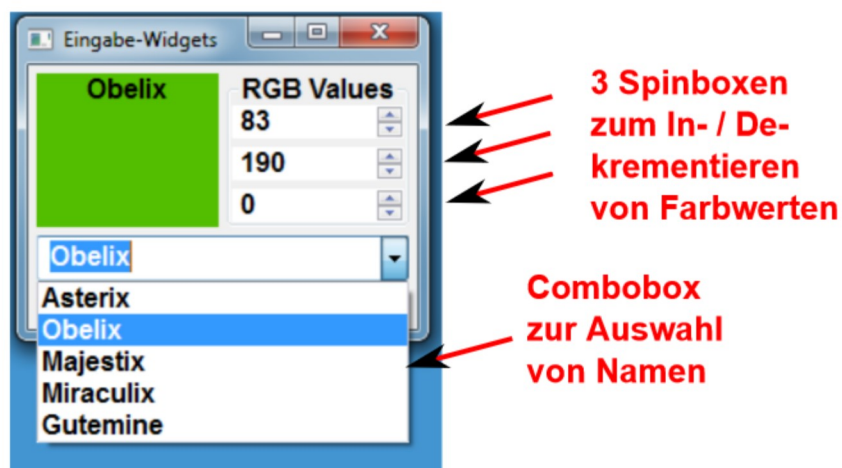 Eingabe-Widgets
Obelix
RGB Values
83
190
0
Obelix
Asterix
Obelix
Majestix
Miraculix
Gutemine
3 Spinboxen
zum In- / De-
krementieren
von Farbwerten
Combobox
zur Auswahl
von Namen